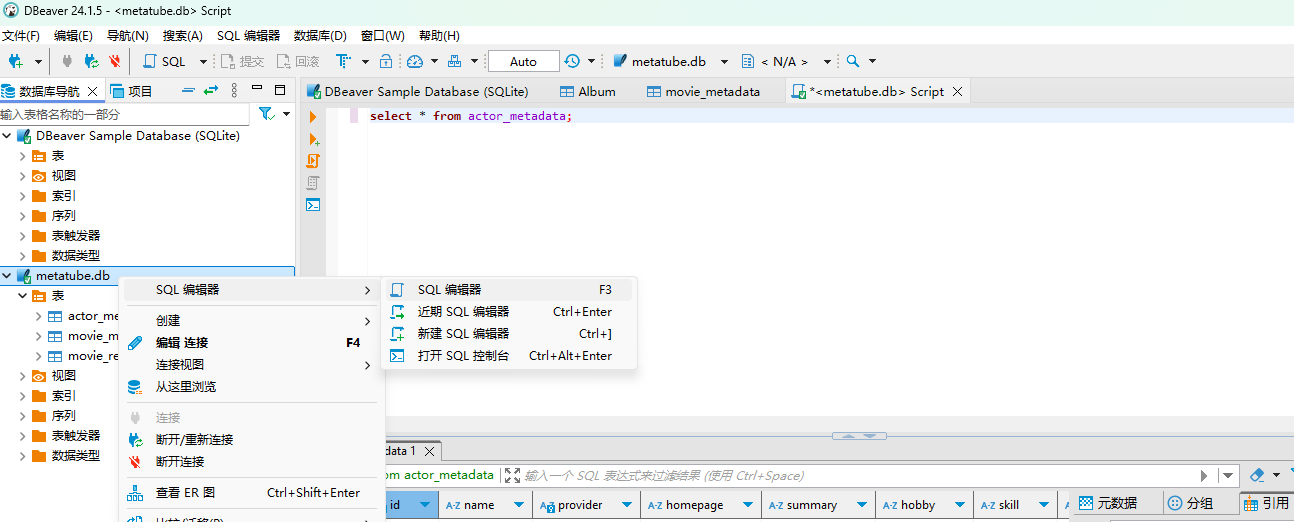 DBeaver 24.1.5 - <metatube.db> Script
文件(F) 编辑(E) 导航(N) 搜索(A) SQL 编辑器 数据库(D) 窗口(W) 帮助(H)
SQL 提交 回滚 Auto metatube.db < N/A >
数据库导航 项目 DBeaver Sample Database (SQLite) Album movie_metadata *<metatube.db> Script
输入表格名称的一部分
select * from actor_metadata;
DBeaver Sample Database (SQLite)
表
视图
索引
序列
表触发器
数据类型
metatube.db
表
actor_me
movie_m
movie_re
视图
索引
序列
表触发器
数据类型
SQL 编辑器
创建
编辑 连接 F4
连接视图
从这里浏览
连接
断开/重新连接
断开连接
查看 ER 图 Ctrl+Shift+Enter
SQL 编辑器 F3
近期 SQL 编辑器 Ctrl+Enter
新建 SQL 编辑器 Ctrl+]
打开 SQL 控制台 Ctrl+Alt+Enter
data 1
om actor_metadata 输入一个 SQL 表达式来过滤结果 (使用 Ctrl+Space)
id A-Z name A-Z provider A-Z homepage A-Z summary A-Z hobby A-Z skill 元数据 分组 引用